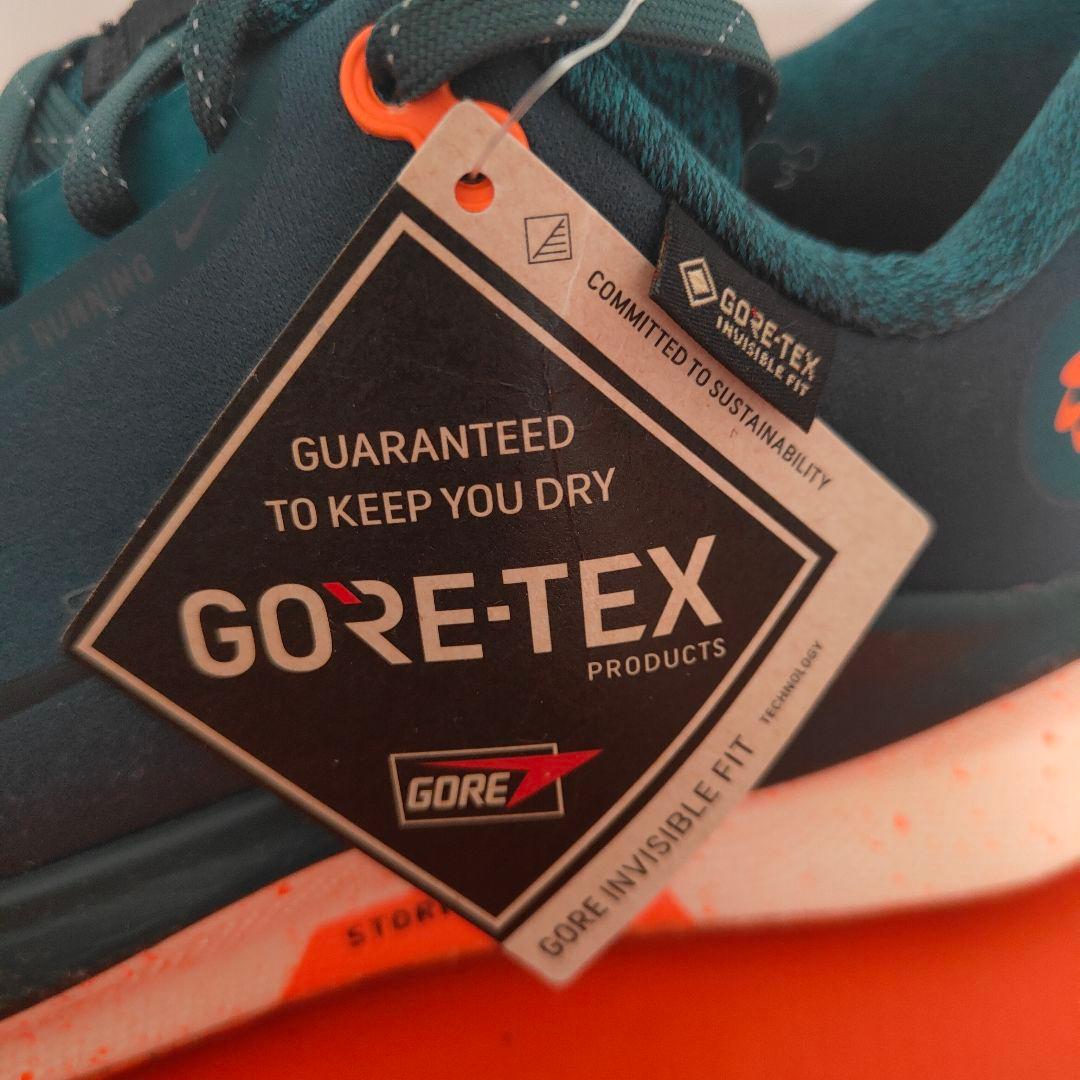 RUNNING
COMMITTED TO SUSTAINABILITY
GORE-TEX
INVISIBLE FIT
GUARANTEED
TO KEEP YOU DRY
GORE-TEX
PRODUCTS
GORE
GORE INVISIBLE FIT TECHNOLOGY